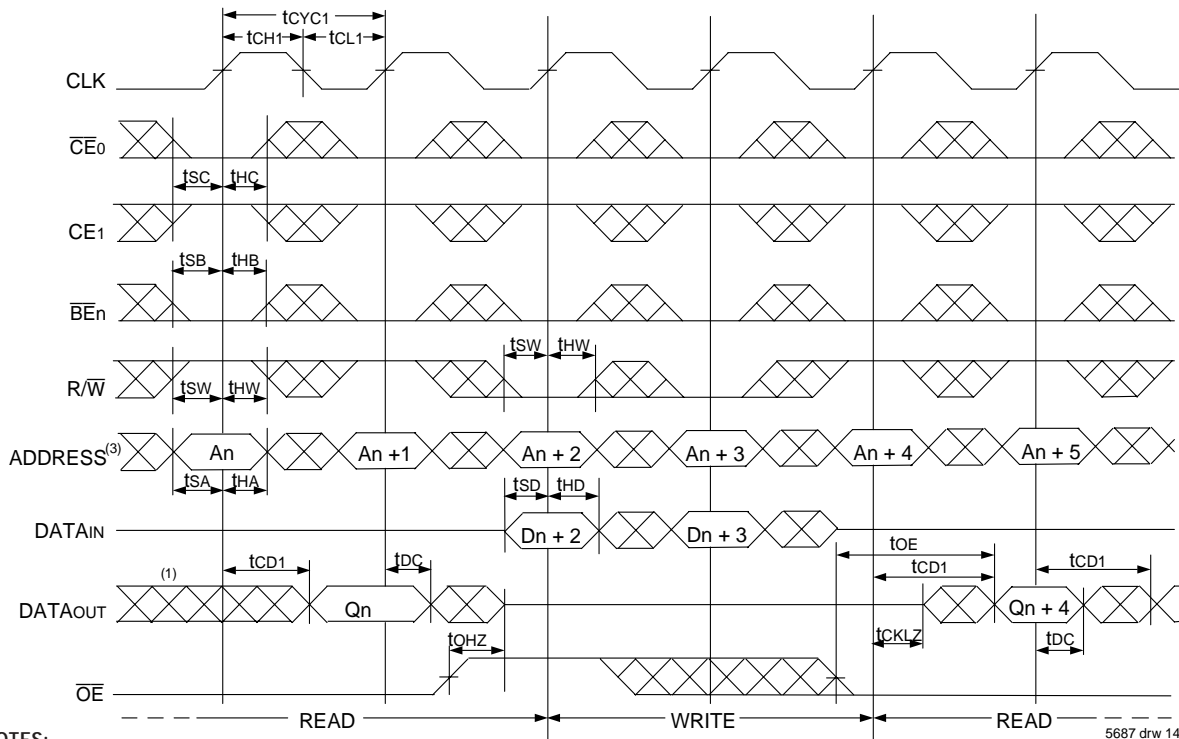 tCYC1
tCH1 tCL1
CLK
CE0
tSC tHC
CE1
tSB tHB
BEn
tSW tHW
R/W
tSW tHW
ADDRESS(3) An An +1 An + 2 An + 3 An + 4 An + 5
tSA tHA tSD tHD
DATAIN Dn + 2 Dn + 3
tOE
(1) tCD1 tDC tCD1 tCD1
DATAOUT Qn Qn + 4
tOHZ tCKLZ tDC
OE
READ WRITE READ
5687 drw 14